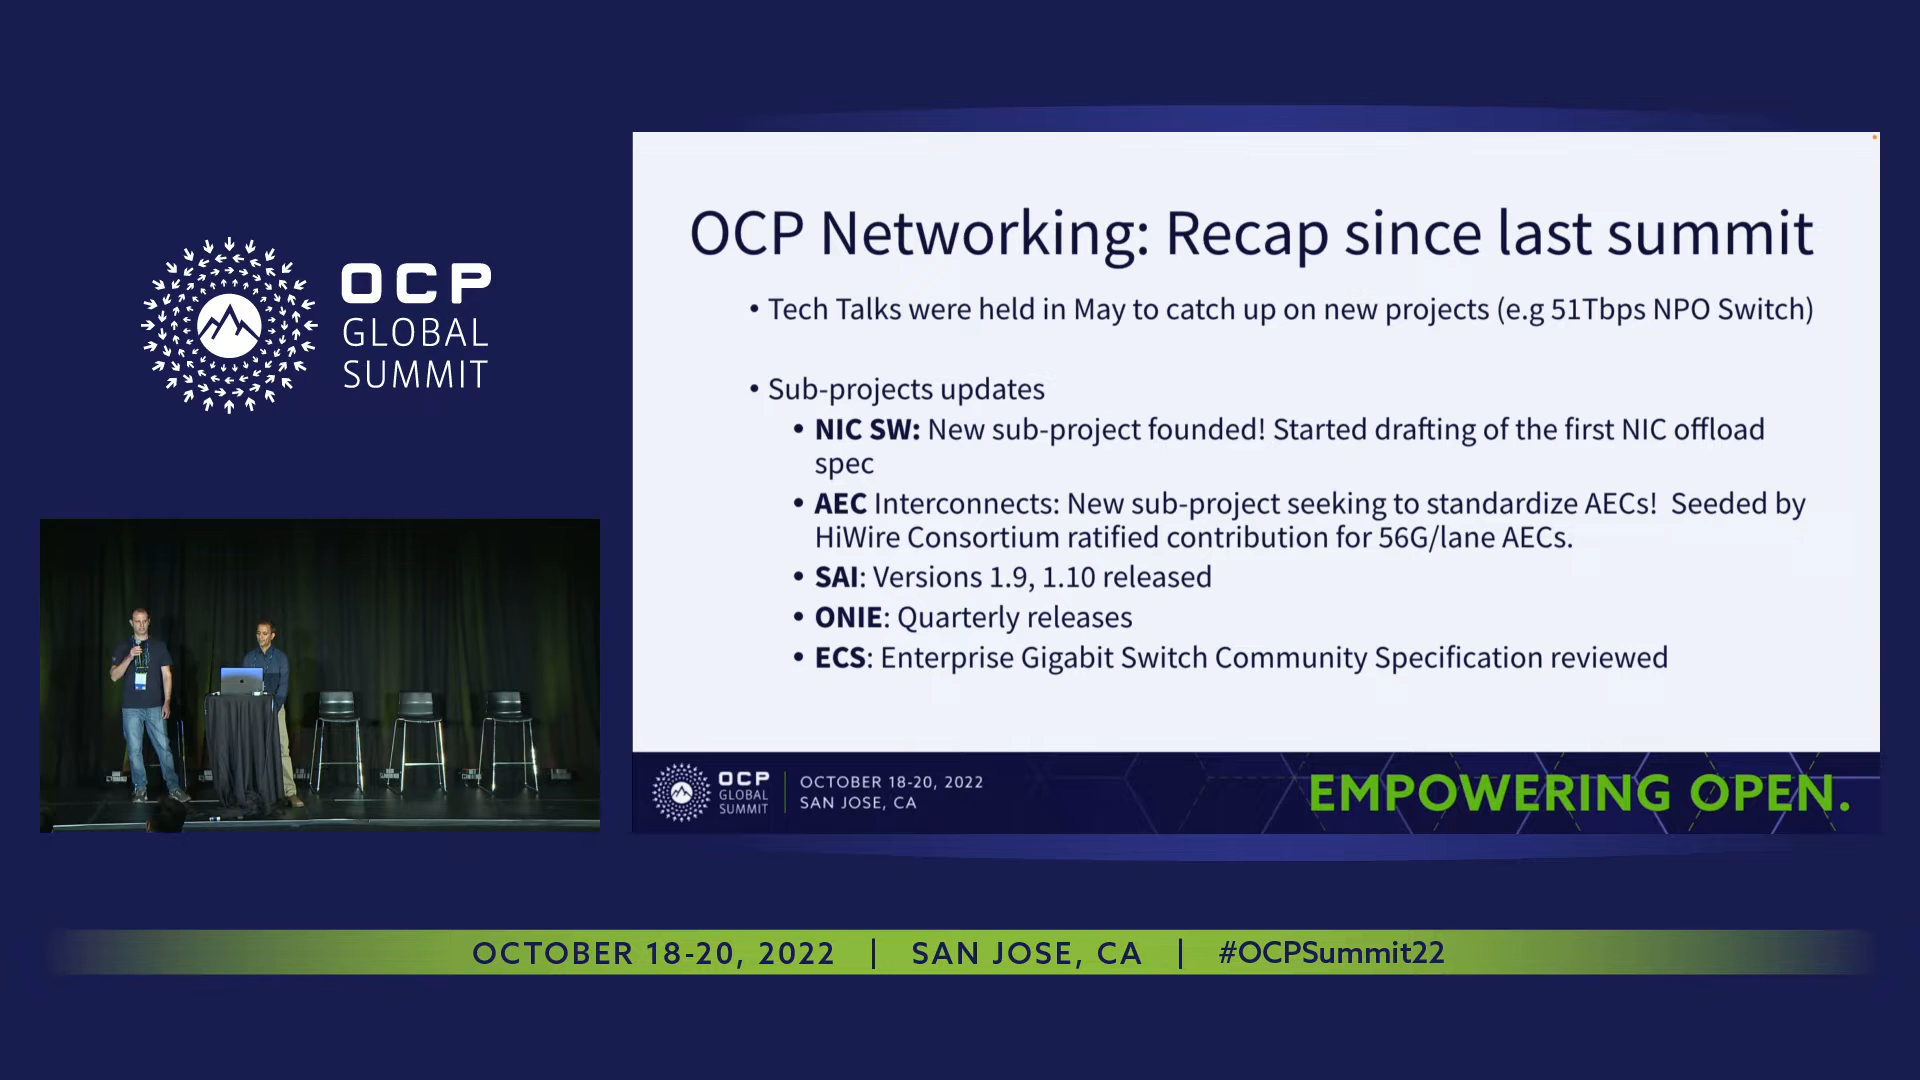 OCP
GLOBAL
SUMMIT
OCP Networking: Recap since last summit
• Tech Talks were held in May to catch up on new projects (e.g 51Tbps NPO Switch)
• Sub-projects updates
• NIC SW: New sub-project founded! Started drafting of the first NIC offload
spec
• AEC Interconnects: New sub-project seeking to standardize AECs! Seeded by
HiWire Consortium ratified contribution for 56G/lane AECs.
• SAI: Versions 1.9, 1.10 released
• ONIE: Quarterly releases
• ECS: Enterprise Gigabit Switch Community Specification reviewed
OCP
GLOBAL
SUMMIT
OCTOBER 18-20, 2022
SAN JOSE, CA
EMPOWERING OPEN.
OCTOBER 18-20, 2022 | SAN JOSE, CA | #OCPSummit22